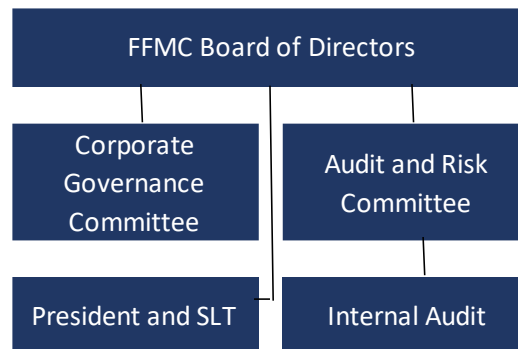 FFMC Board of Directors
Corporate
Governance
Committee
Audit and Risk
Committee
President and SLT
Internal Audit